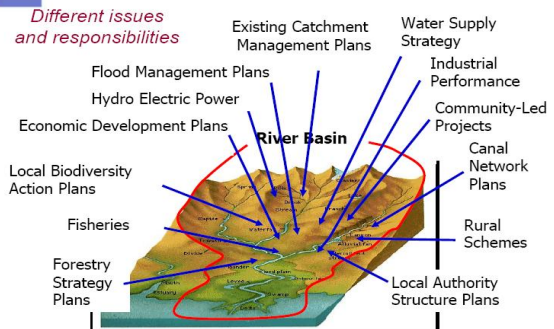 Different issues
and responsibilities
Existing Catchment
Management Plans
Water Supply
Strategy
Flood Management Plans
Industrial
Performance
Hydro Electric Power
Community-Led
Projects
Economic Development Plans
River Basin
Canal
Network
Plans
Local Biodiversity
Action Plans
Fisheries
Rural
Schemes
Forestry
Strategy
Plans
Local Authority
Structure Plans